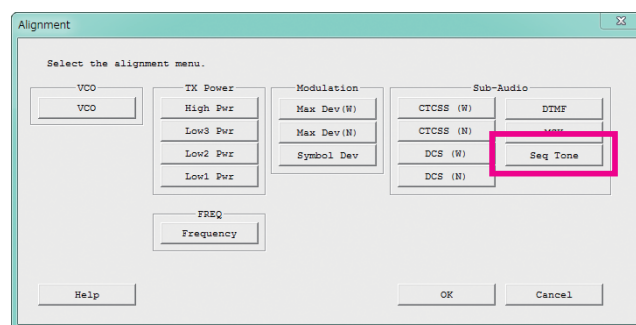 Alignment
Select the alignment menu.
VCO TX Power Modulation Sub-Audio
VCO High Pwr Max Dev(W) CTCSS (W) DTMF
Low3 Pwr Max Dev(N) CTCSS (N)
Low2 Pwr Symbol Dev DCS (W) Seq Tone
Low1 Pwr DCS (N)
FREQ
Frequency
Help OK Cancel